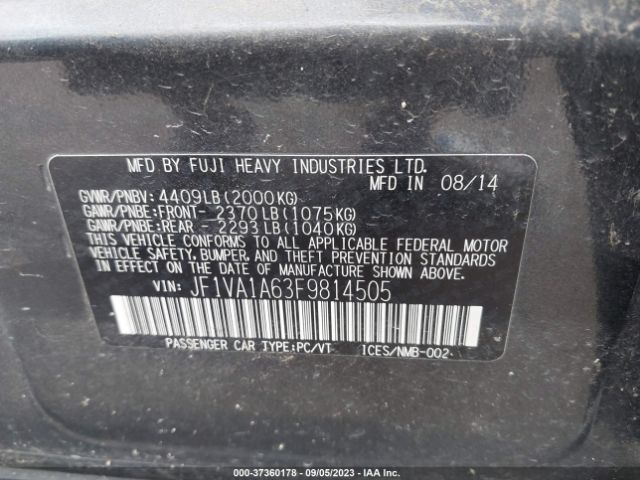 MFD BY FUJI HEAVY INDUSTRIES LTD.
MFD IN 08/14
GVWR/PNBV: 4409LB(2000KG)
GAWR/PNBE:FRONT- 2370LB(1075KG)
GAWR/PNBE:REAR - 2293LB(1040KG)
THIS VEHICLE CONFORMS TO ALL APPLICABLE FEDERAL MOTOR
VEHICLE SAFETY, BUMPER, AND THEFT PREVENTION STANDARDS
IN EFFECT ON THE DATE OF MANUFACTURE SHOWN ABOVE.
VIN: JF1VA1A63F9814505
PASSENGER CAR TYPE:PC/VT ICES/NMB-002
000-37360178 - 09/05/2023 - IAA Inc.